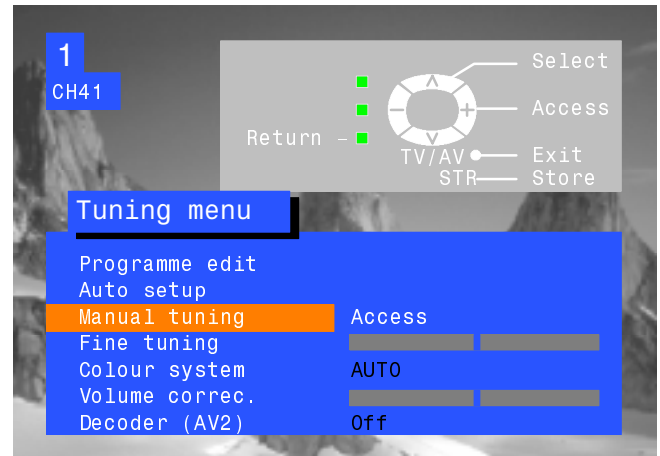 1
CH41
Select
Access
Return –
TV/AV Exit
STR Store
Tuning menu
Programme edit
Auto setup
Manual tuning Access
Fine tuning
Colour system AUTO
Volume correc.
Decoder (AV2) Off